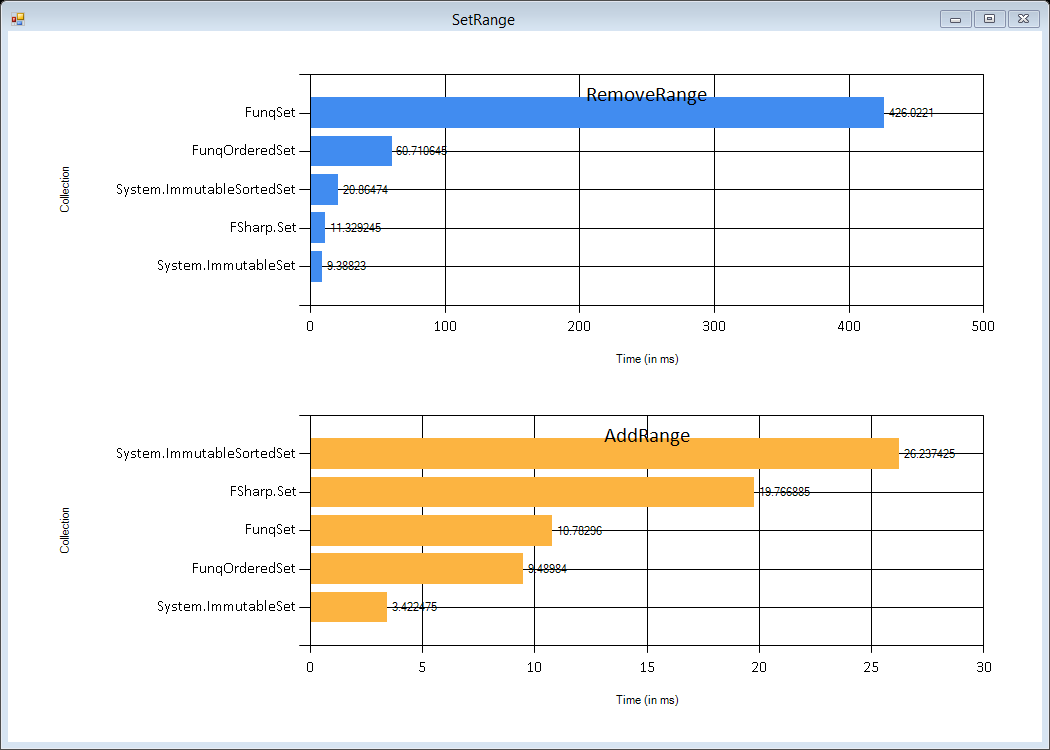 SetRange
RemoveRange
Collection
FunqSet 426.0221
FunqOrderedSet 60.710645
System.ImmutableSortedSet 20.86474
FSharp.Set 11.329245
System.ImmutableSet 9.38823
0 100 200 300 400 500
Time (in ms)
AddRange
Collection
System.ImmutableSortedSet 26.237425
FSharp.Set 19.766885
FunqSet 10.78296
FunqOrderedSet 9.48984
System.ImmutableSet 3.422475
0 5 10 15 20 25 30
Time (in ms)